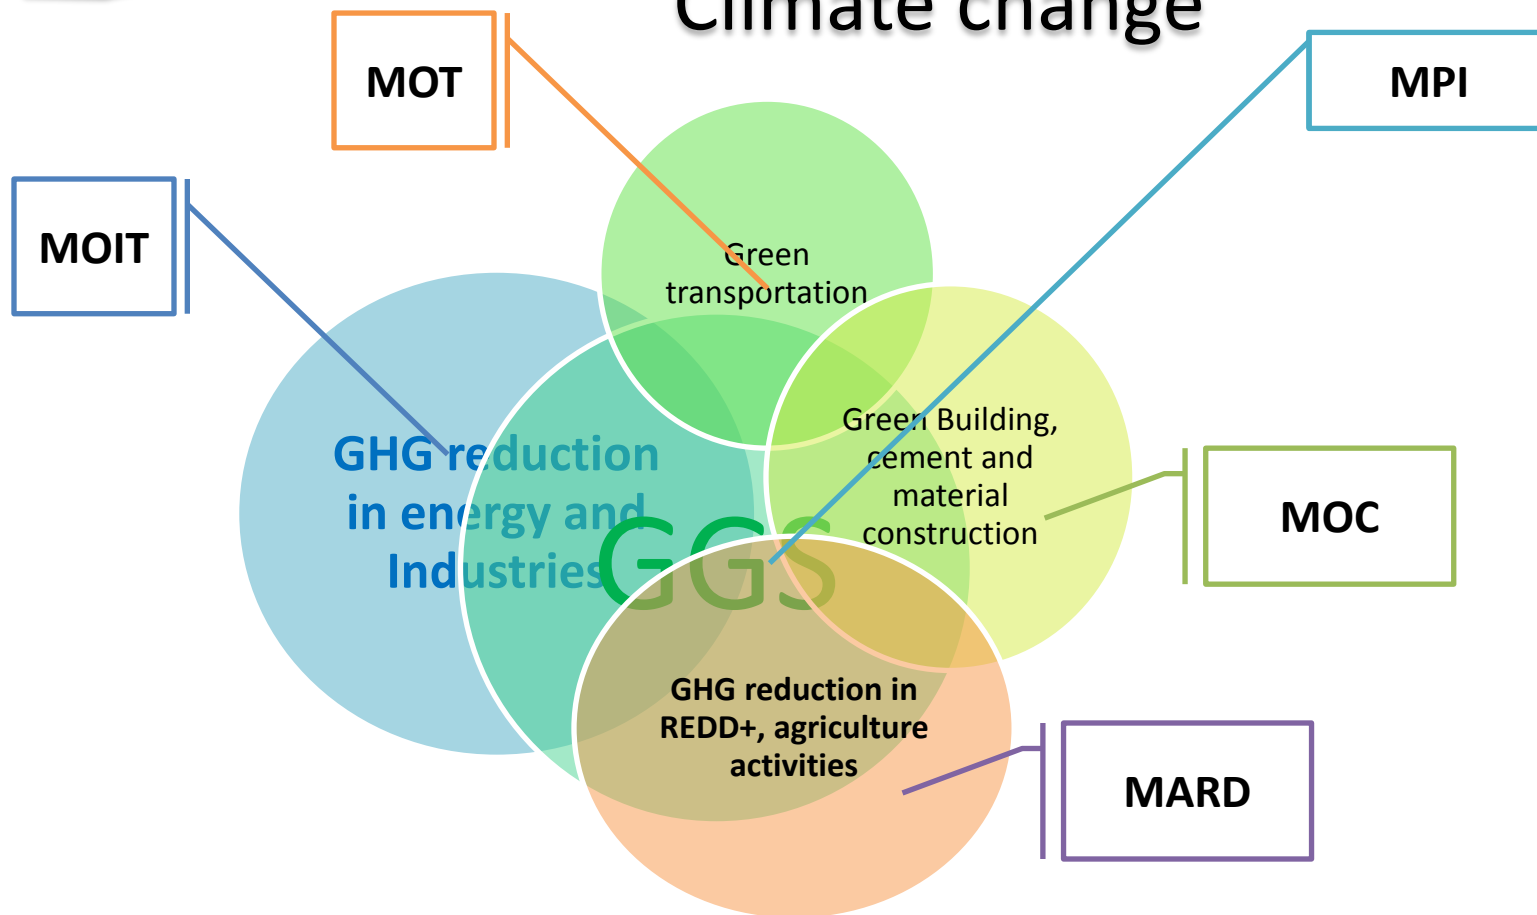 Climate change
MOT
MPI
MOIT
Green
transportation
GHG reduction
in energy and
Industries
Green Building,
cement and
material
construction
GGS
MOC
GHG reduction in
REDD+, agriculture
activities
MARD